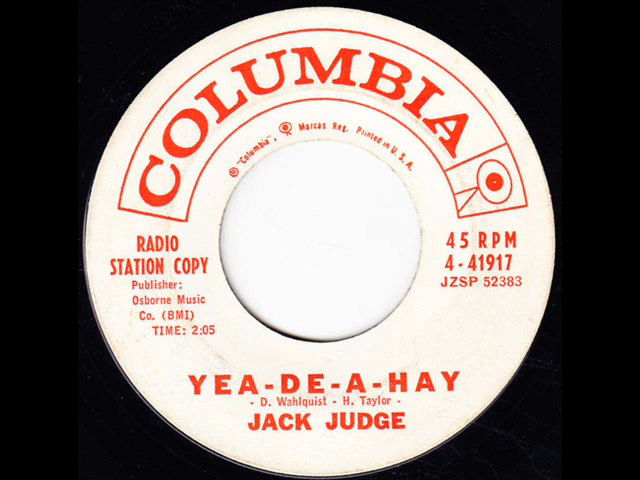 COLUMBIA
® "Columbia", Marcas Reg. Printed in U. S. A.
RADIO
STATION COPY
Publisher:
Osborne Music
Co. (BMI)
TIME: 2:05
45 RPM
4-41917
JZSP 52383
YEA-DE-A-HAY
- D. Wahlquist - H. Taylor -
JACK JUDGE